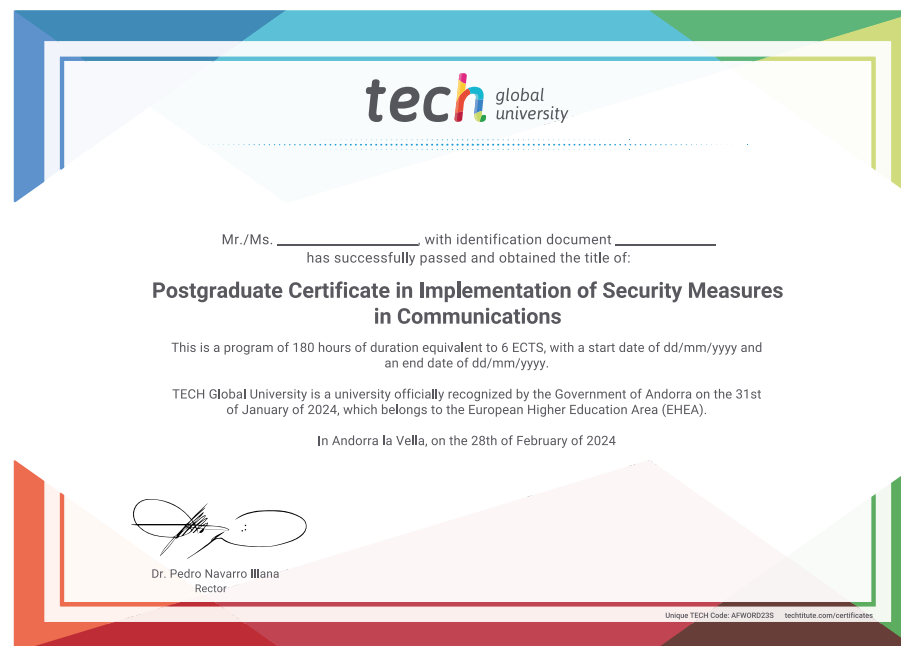 tech global
university
Mr./Ms. ____________________, with identification document ______________
has successfully passed and obtained the title of:
Postgraduate Certificate in Implementation of Security Measures
in Communications
This is a program of 180 hours of duration equivalent to 6 ECTS, with a start date of dd/mm/yyyy and
an end date of dd/mm/yyyy.
TECH Global University is a university officially recognized by the Government of Andorra on the 31st
of January of 2024, which belongs to the European Higher Education Area (EHEA).
In Andorra la Vella, on the 28th of February of 2024
Dr. Pedro Navarro Illana
Rector
Unique TECH Code: AFWORD23S techtitute.com/certificates